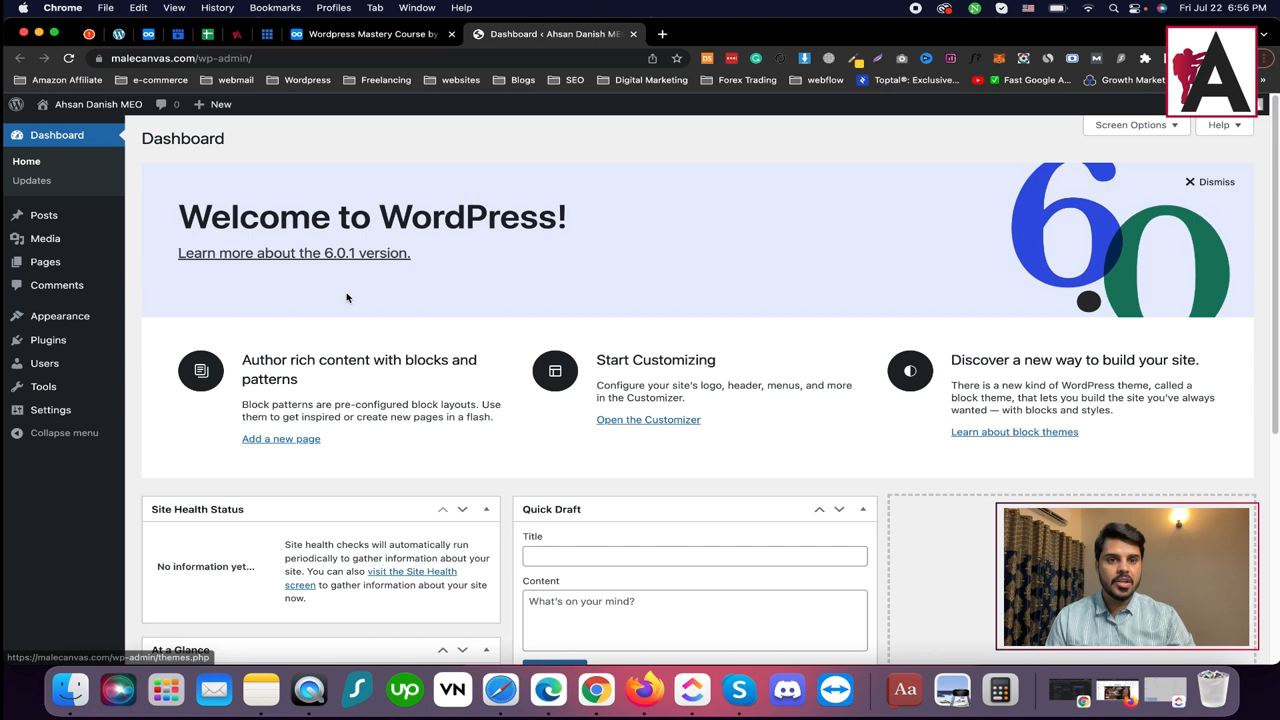 Chrome File Edit View History Bookmarks Profiles Tab Window Help Fri Jul 22 6:56 PM
Wordpress Mastery Course by Dashboard ‹ Ahsan Danish MEO
malecanvas.com/wp-admin/
Amazon Affiliate e-commerce webmail Wordpress Freelancing websites Blogs SEO Digital Marketing Forex Trading webflow Toptal®: Exclusive... Fast Google A... Growth Market
A
Ahsan Danish MEO 0 New
Screen Options Help
Dashboard
Home
Updates
Posts
Media
Pages
Comments
Appearance
Plugins
Users
Tools
Settings
Collapse menu
Dashboard
Dismiss
Welcome to WordPress!
Learn more about the 6.0.1 version.
6.0
Author rich content with blocks and
patterns
Block patterns are pre-configured block layouts. Use
them to get inspired or create new pages in a flash.
Add a new page
Start Customizing
Configure your site's logo, header, menus, and more
in the Customizer.
Open the Customizer
Discover a new way to build your site.
There is a new kind of WordPress theme, called a
block theme, that lets you build the site you've always
wanted — with blocks and styles.
Learn about block themes
Site Health Status
No information yet...
Site health checks will automatically run
periodically to gather information about your
site. You can also visit the Site Health
screen to gather information about your site
now.
At a Glance
Quick Draft
Title
Content
What's on your mind?
https://malecanvas.com/wp-admin/themes.php
up VN Aa